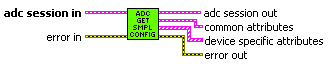 adc session in
error in
ADC
GET
SMPL
CONFIG
adc session out
common attributes
device specific attributes
error out